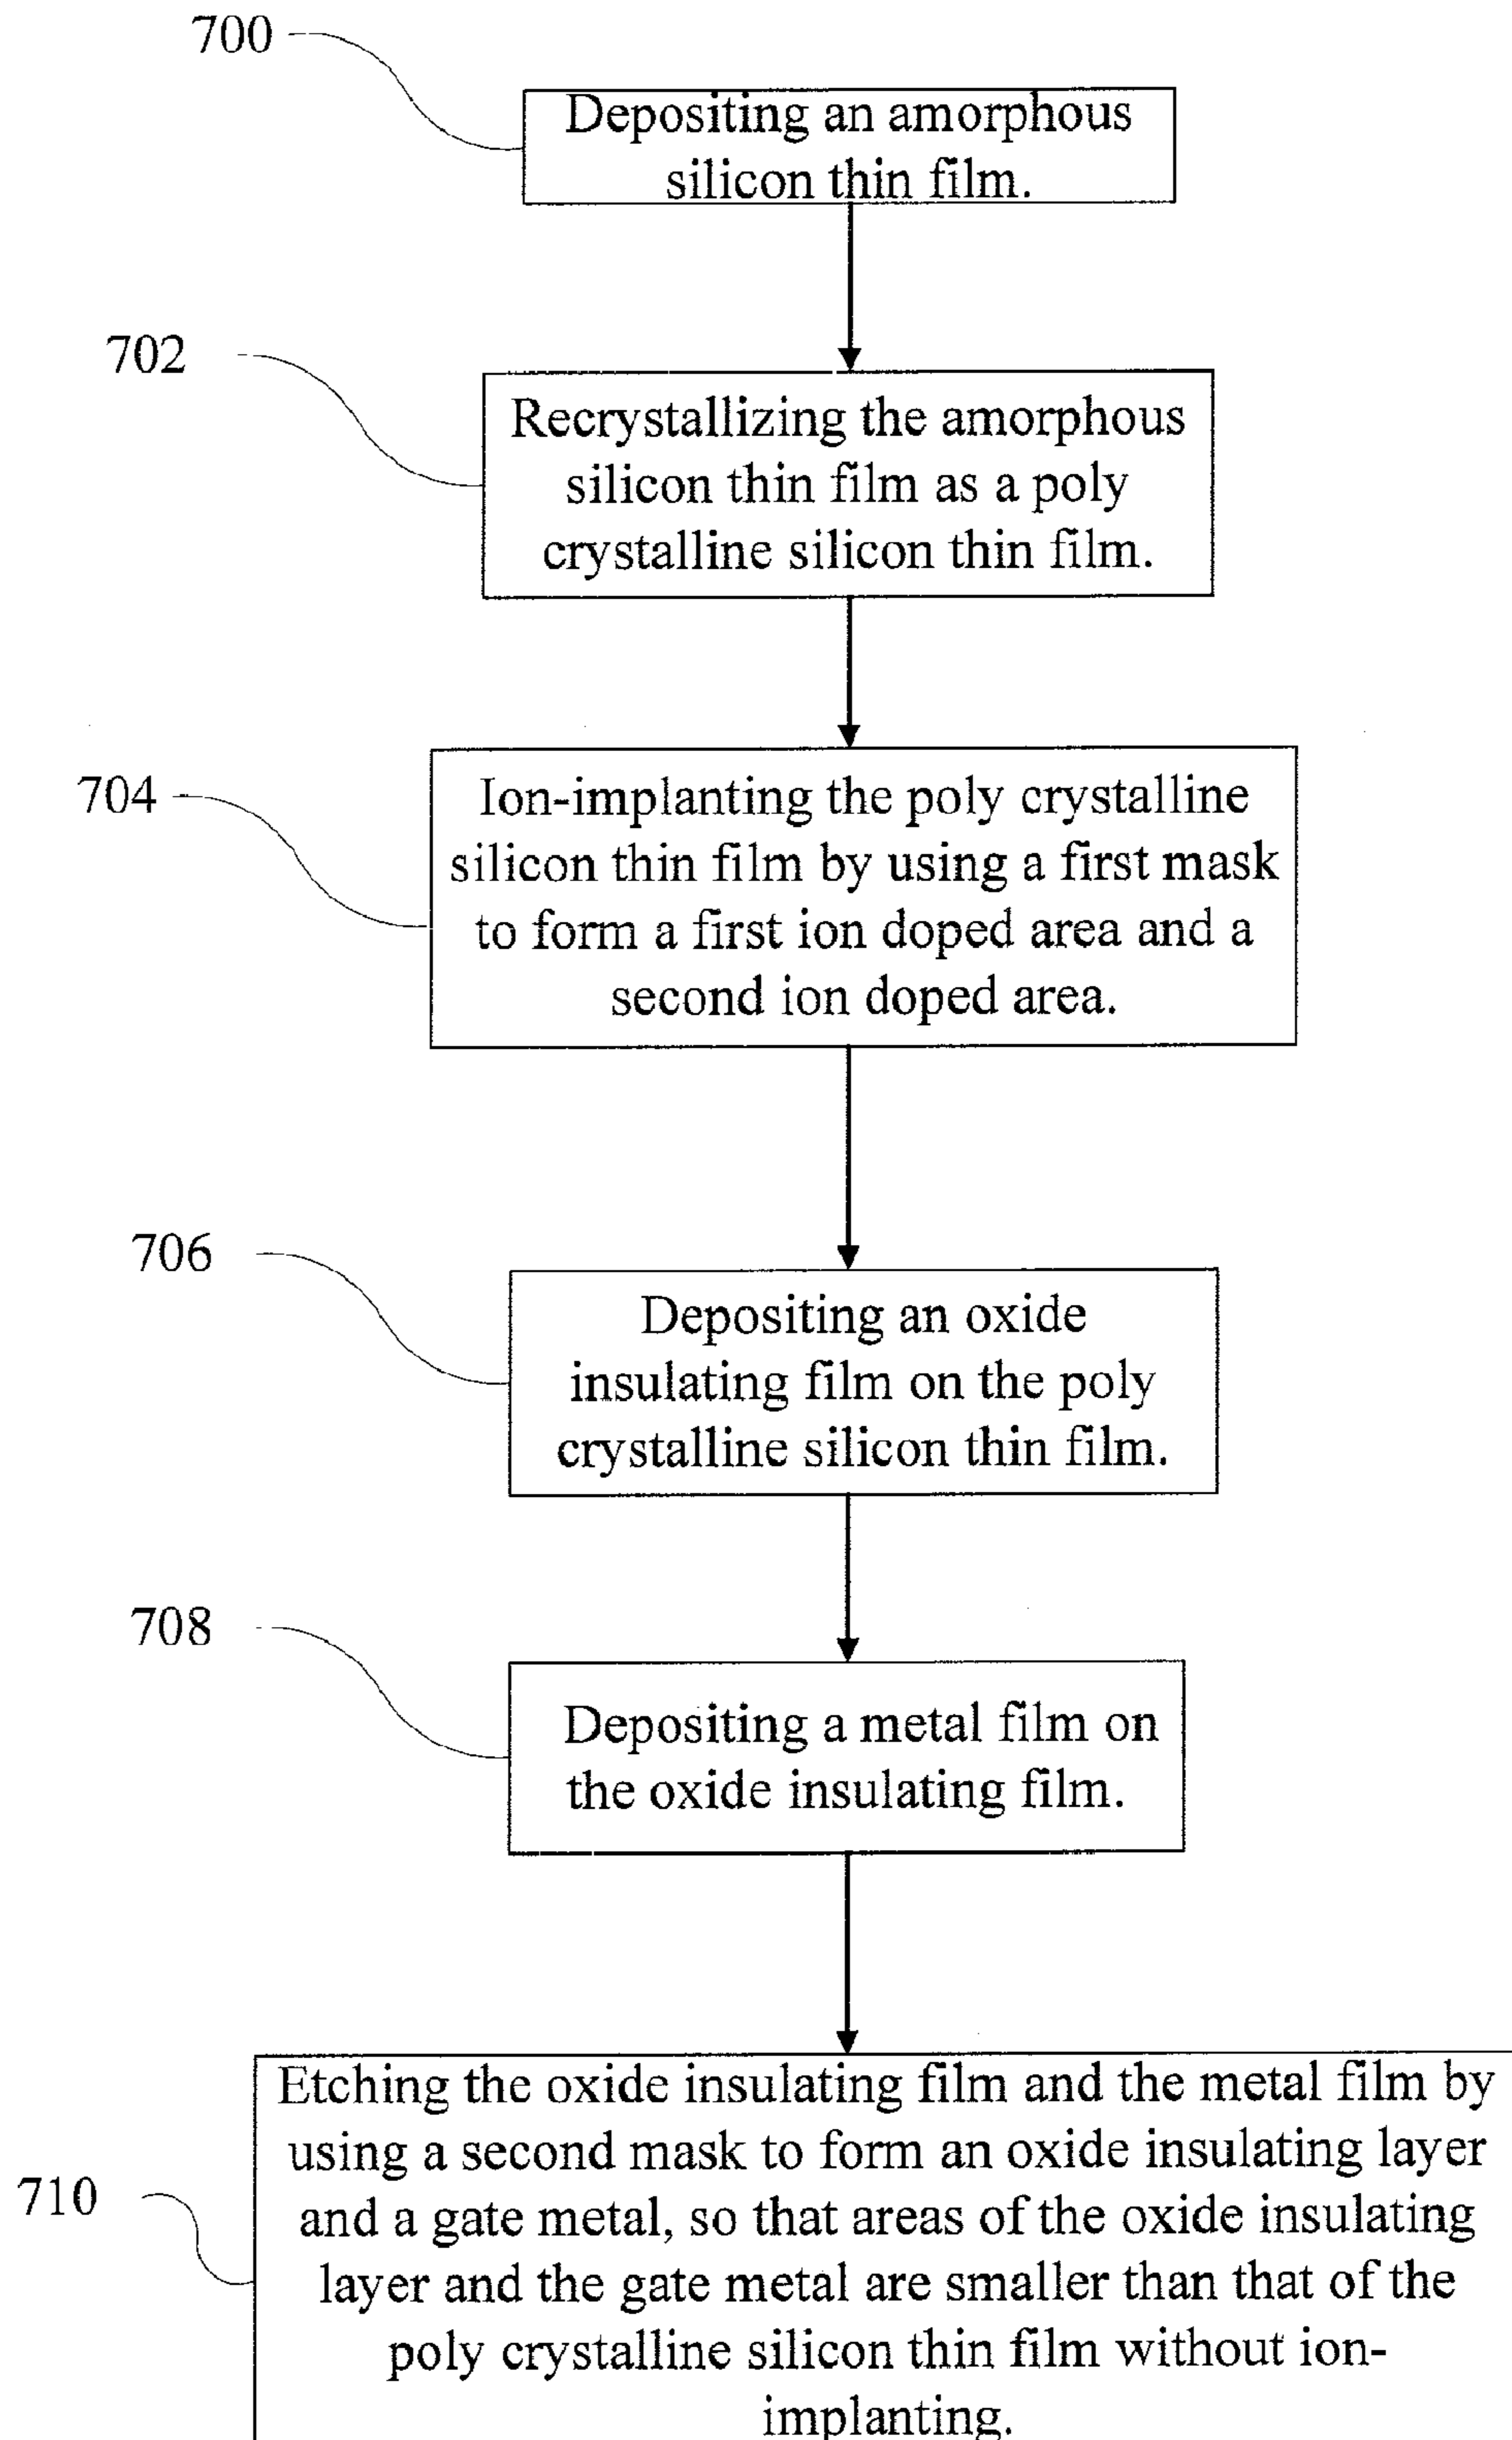 700
Depositing an amorphous
silicon thin film.
702
Recrystallizing the amorphous
silicon thin film as a poly
crystalline silicon thin film.
704
Ion-implanting the poly crystalline
silicon thin film by using a first mask
to form a first ion doped area and a
second ion doped area.
706
Depositing an oxide
insulating film on the poly
crystalline silicon thin film.
708
Depositing a metal film on
the oxide insulating film.
710
Etching the oxide insulating film and the metal film by
using a second mask to form an oxide insulating layer
and a gate metal, so that areas of the oxide insulating
layer and the gate metal are smaller than that of the
poly crystalline silicon thin film without ion-
implanting.